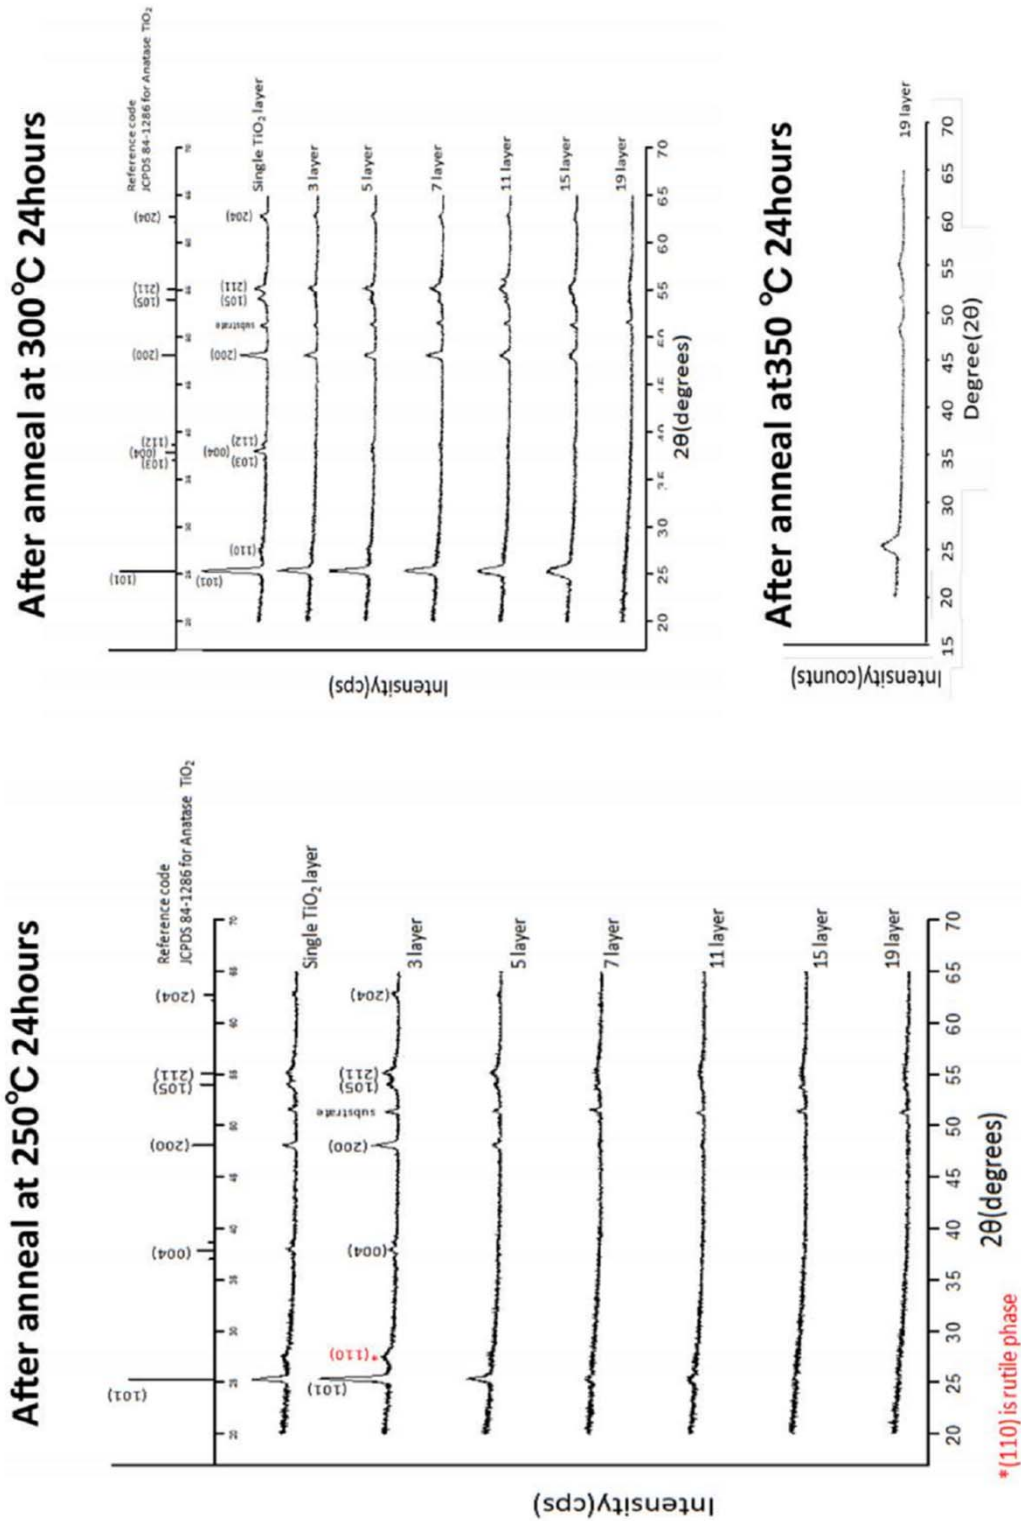 After anneal at 250°C 24hours
Reference code
JCPDS 84-1286 for Anatase TiO₂
(101)
(004)
(200)
(105)
(211)
(204)
20
25
30
35
40
45
50
55
60
65
70
Single TiO₂ layer
(101)
*(110)
(004)
(200)
substrate
(105)
(211)
(204)
3 layer
5 layer
7 layer
11 layer
15 layer
19 layer
20 25 30 35 40 45 50 55 60 65 70
2θ(degrees)
Intensity(cps)
*(110) is rutile phase
After anneal at 300°C 24hours
Reference code
JCPDS 84-1286 for Anatase TiO₂
(101)
(103)
(004)
(112)
(200)
(105)
(211)
(204)
Single TiO₂ layer
(101)
(110)
(103)
(004)
(112)
(200)
substrate
(105)
(211)
(204)
3 layer
5 layer
7 layer
11 layer
15 layer
19 layer
20 25 30 55 60 65 70
2θ(degrees)
Intensity(cps)
After anneal at350 °C 24hours
19 layer
15 20 25 30 35 40 45 50 55 60 65 70
Degree(2θ)
Intensity(counts)